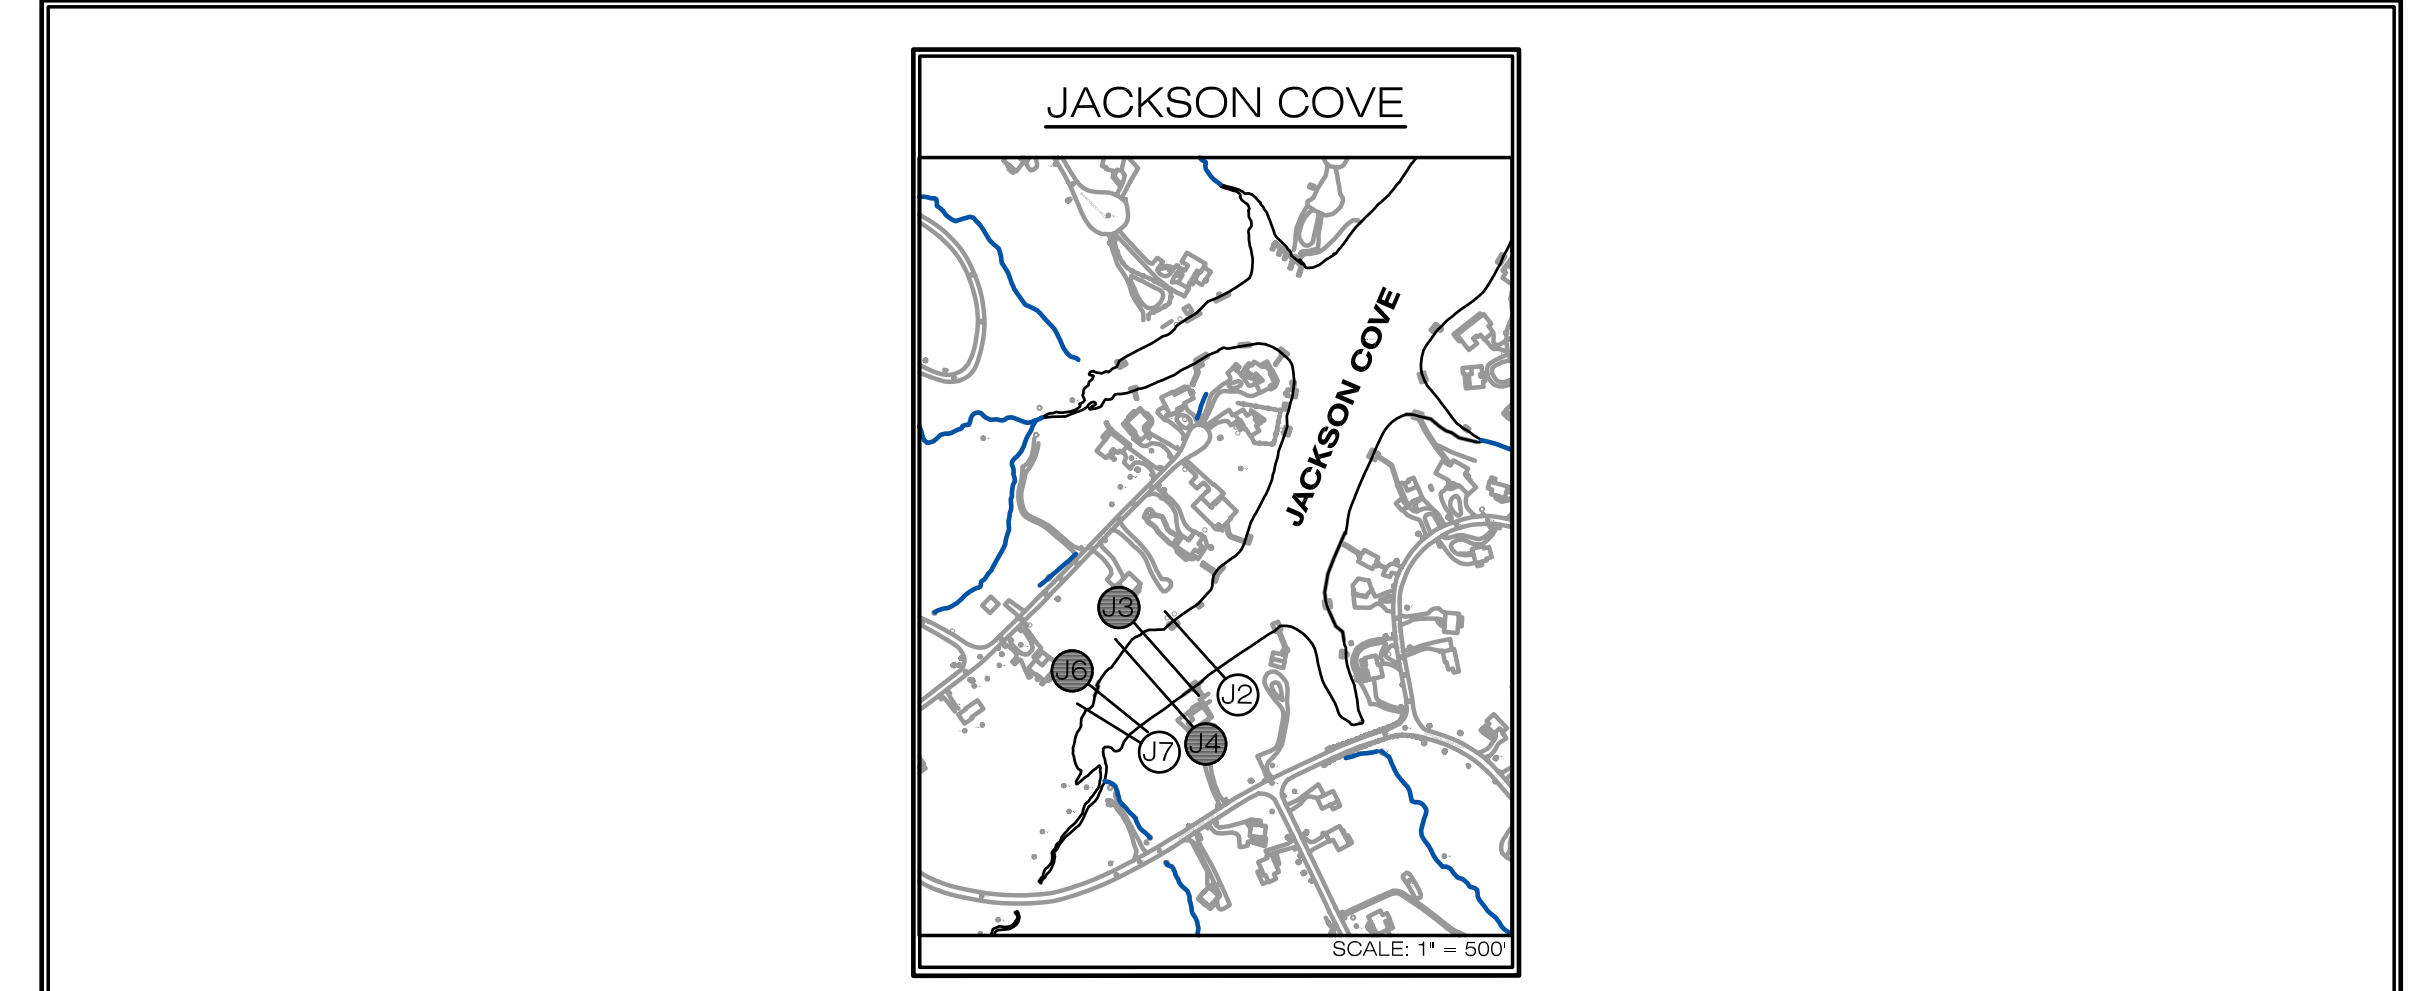 JACKSON COVE
JACKSON COVE
J3
J6
J2
J4
J7
SCALE: 1" = 500'